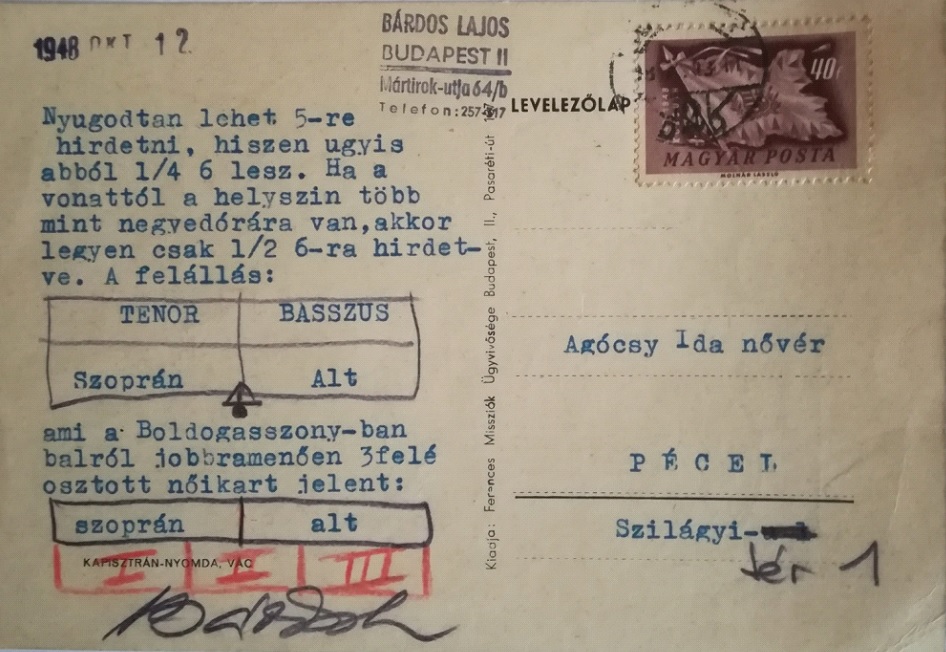 1948 OKT 12.
BÁRDOS LAJOS
BUDAPEST II
Mártirok-utja 64/b
Telefon: 257-517
Nyugodtan lehet 5-re
hirdetni, hiszen ugyis
abból 1/4 6 lesz. Ha a
vonattól a helyszin több
mint negyedórára van,akkor
legyen csak 1/2 6-ra hirdet-
ve. A felállás:
TENOR BASSZUS
Szoprán Alt
ami a Boldogasszony-ban
balról jobbramenően 3felé
osztott nőikart jelent:
szoprán alt
I II III
KAPISZTRÁN-NYOMDA, VÁC
Bárdos L
Kiadja: Ferences Missziók Ügyvivősége Budapest, II., Pasaréti-út
LEVELEZŐLAP
40f
MAGYAR POSTA
MOLNÁR LÁSZLÓ
Agócsy Ida nővér
PÉCEL
Szilágyi-
tér 1